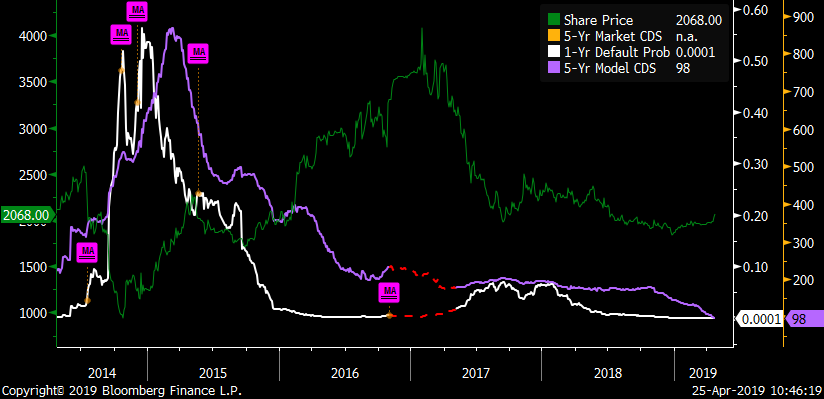 Share Price 2068.00
5-Yr Market CDS n.a.
1-Yr Default Prob 0.0001
5-Yr Model CDS 98
MA
MA
MA
MA
MA
4000
3500
3000
2500
2068.00
2000
1500
1000
0.60
0.50
0.40
0.30
0.20
0.10
0.0001
900
800
700
600
500
400
300
200
98
2014 2015 2016 2017 2018 2019
Copyright© 2019 Bloomberg Finance L.P. 25-Apr-2019 10:46:19